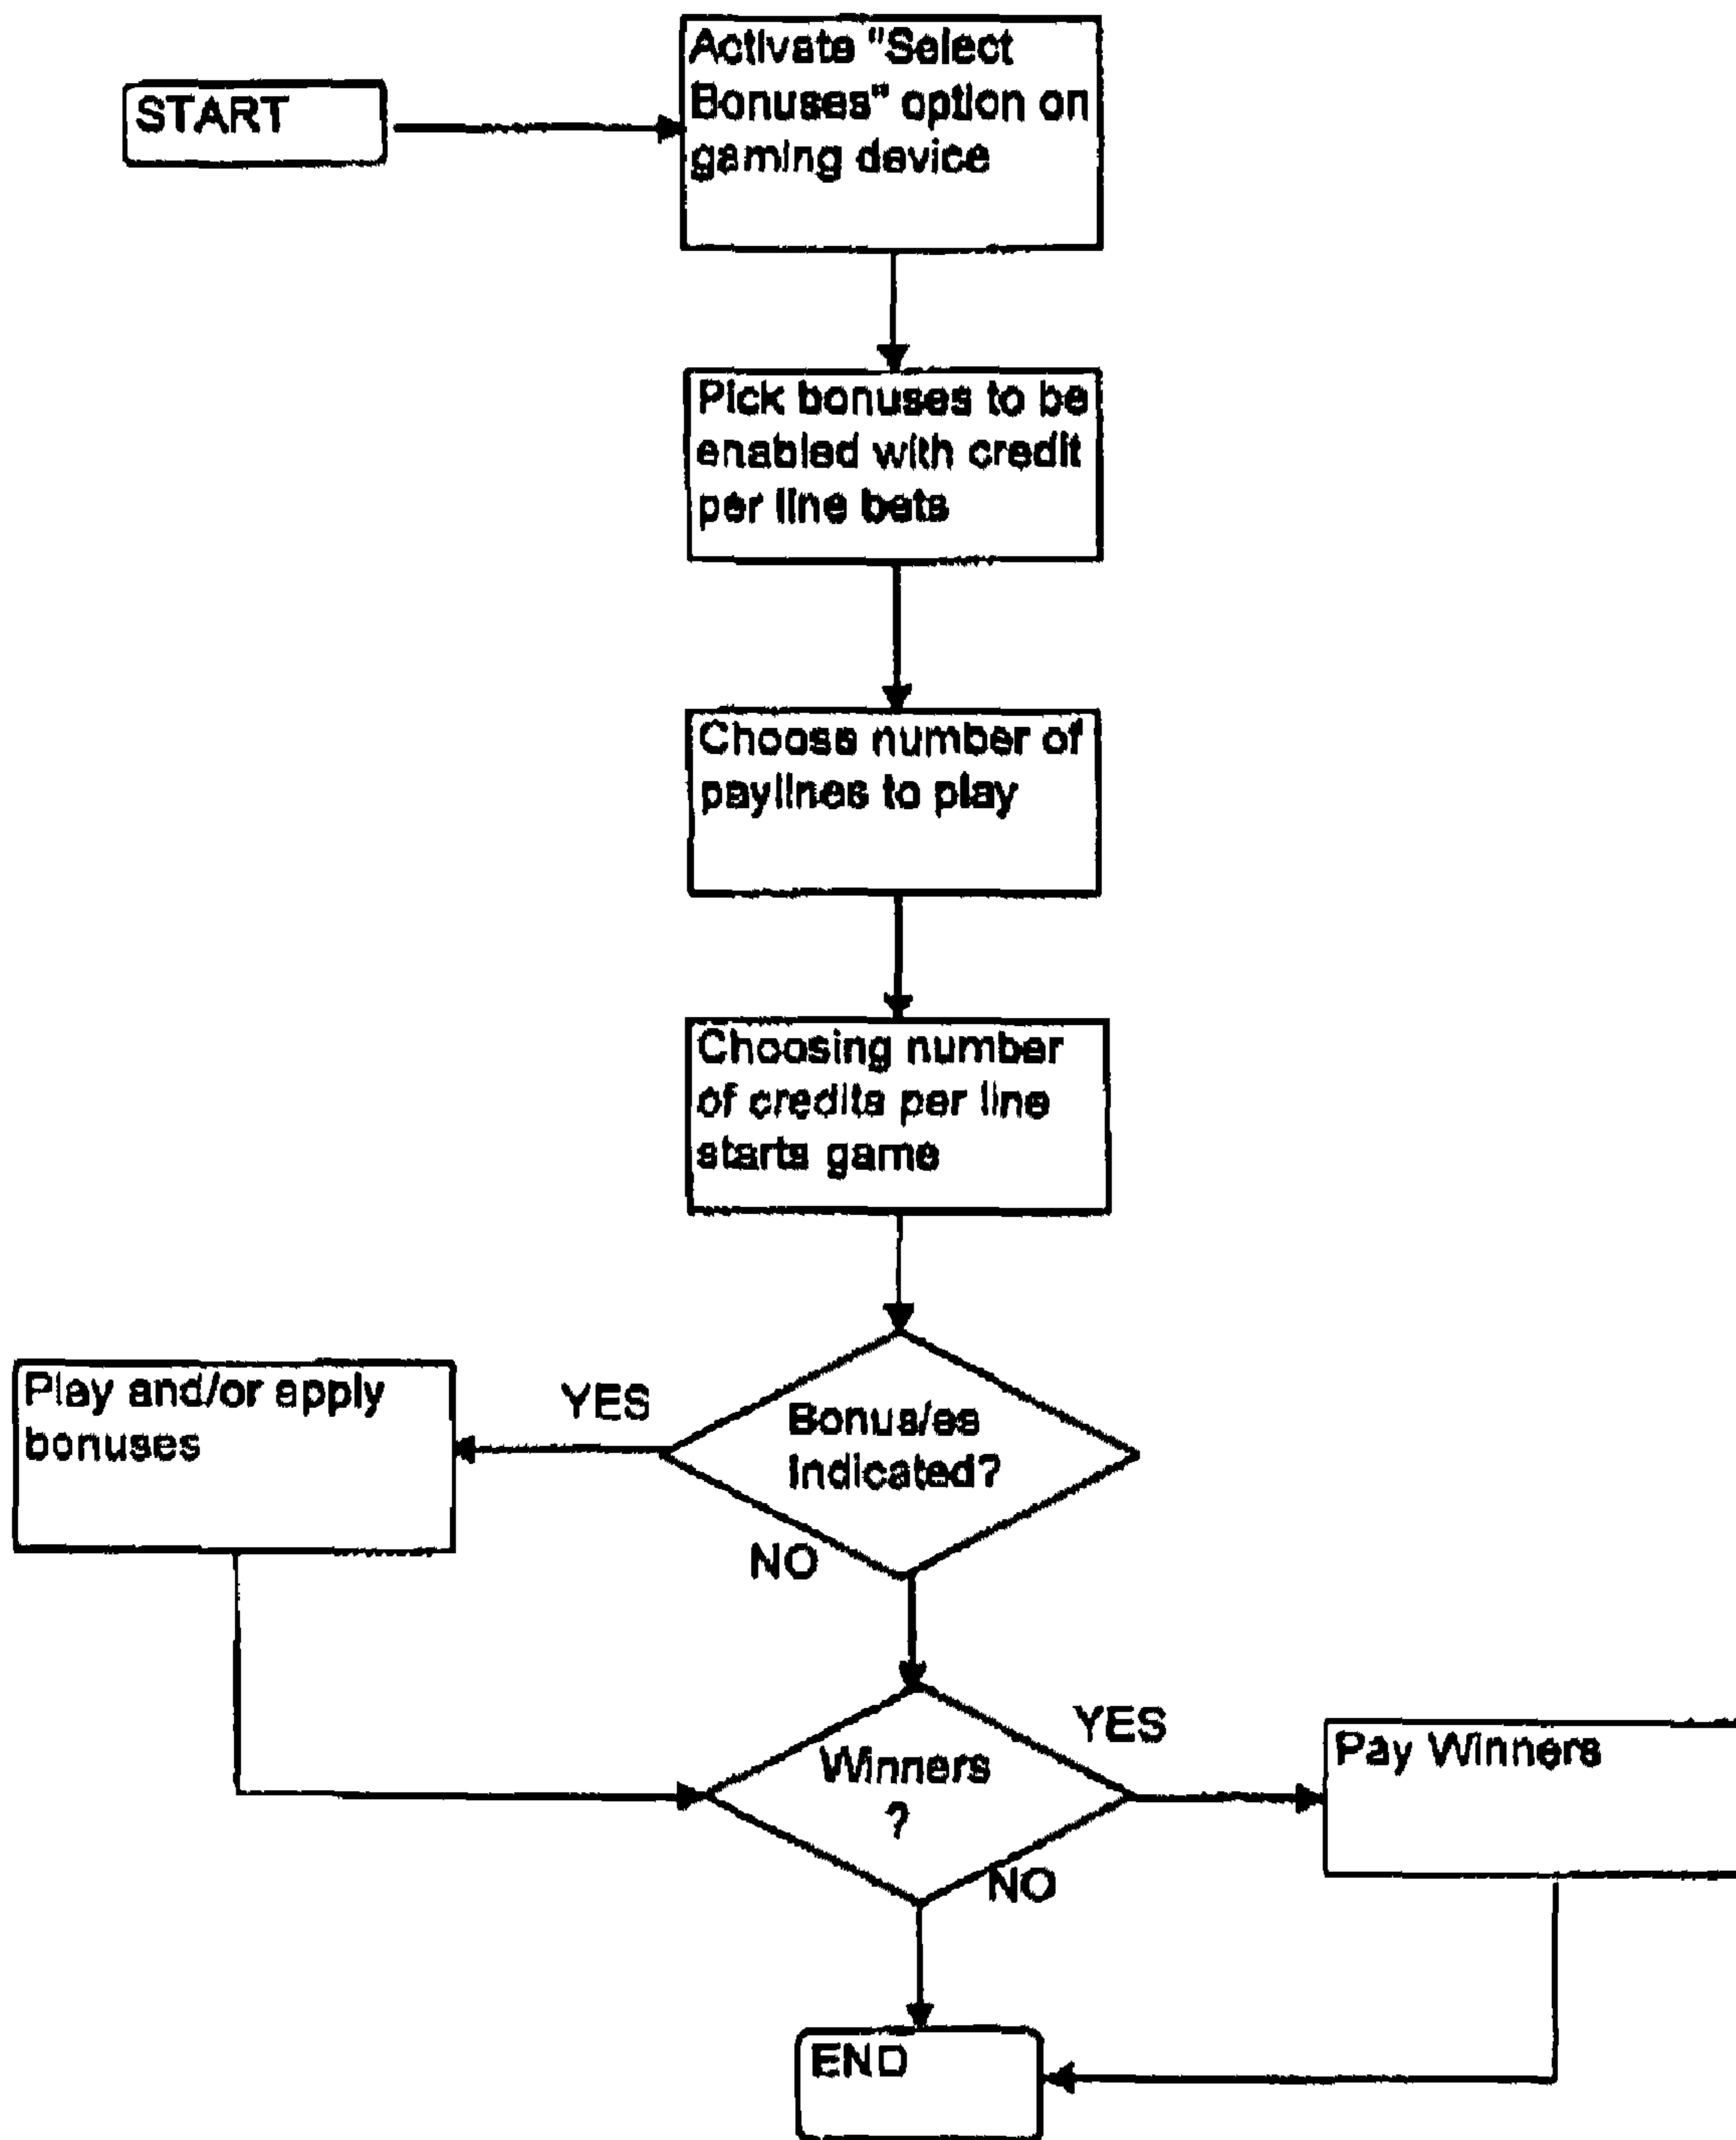 START
Activate "Select
Bonuses" option on
gaming device
Pick bonuses to be
enabled with credit
per line bets
Choose number of
paylines to play
Choosing number
of credits per line
starts game
Bonus/es
Indicated?
YES
NO
Play and/or apply
bonuses
Winners
?
YES
NO
Pay Winners
END